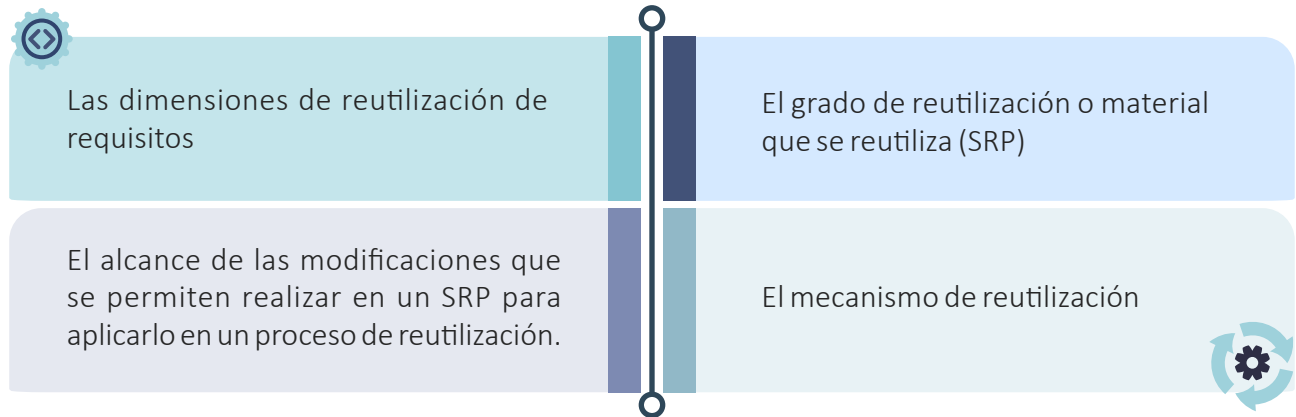 Las dimensiones de reutilización de
requisitos
El grado de reutilización o material
que se reutiliza (SRP)
El alcance de las modificaciones que
se permiten realizar en un SRP para
aplicarlo en un proceso de reutilización.
El mecanismo de reutilización